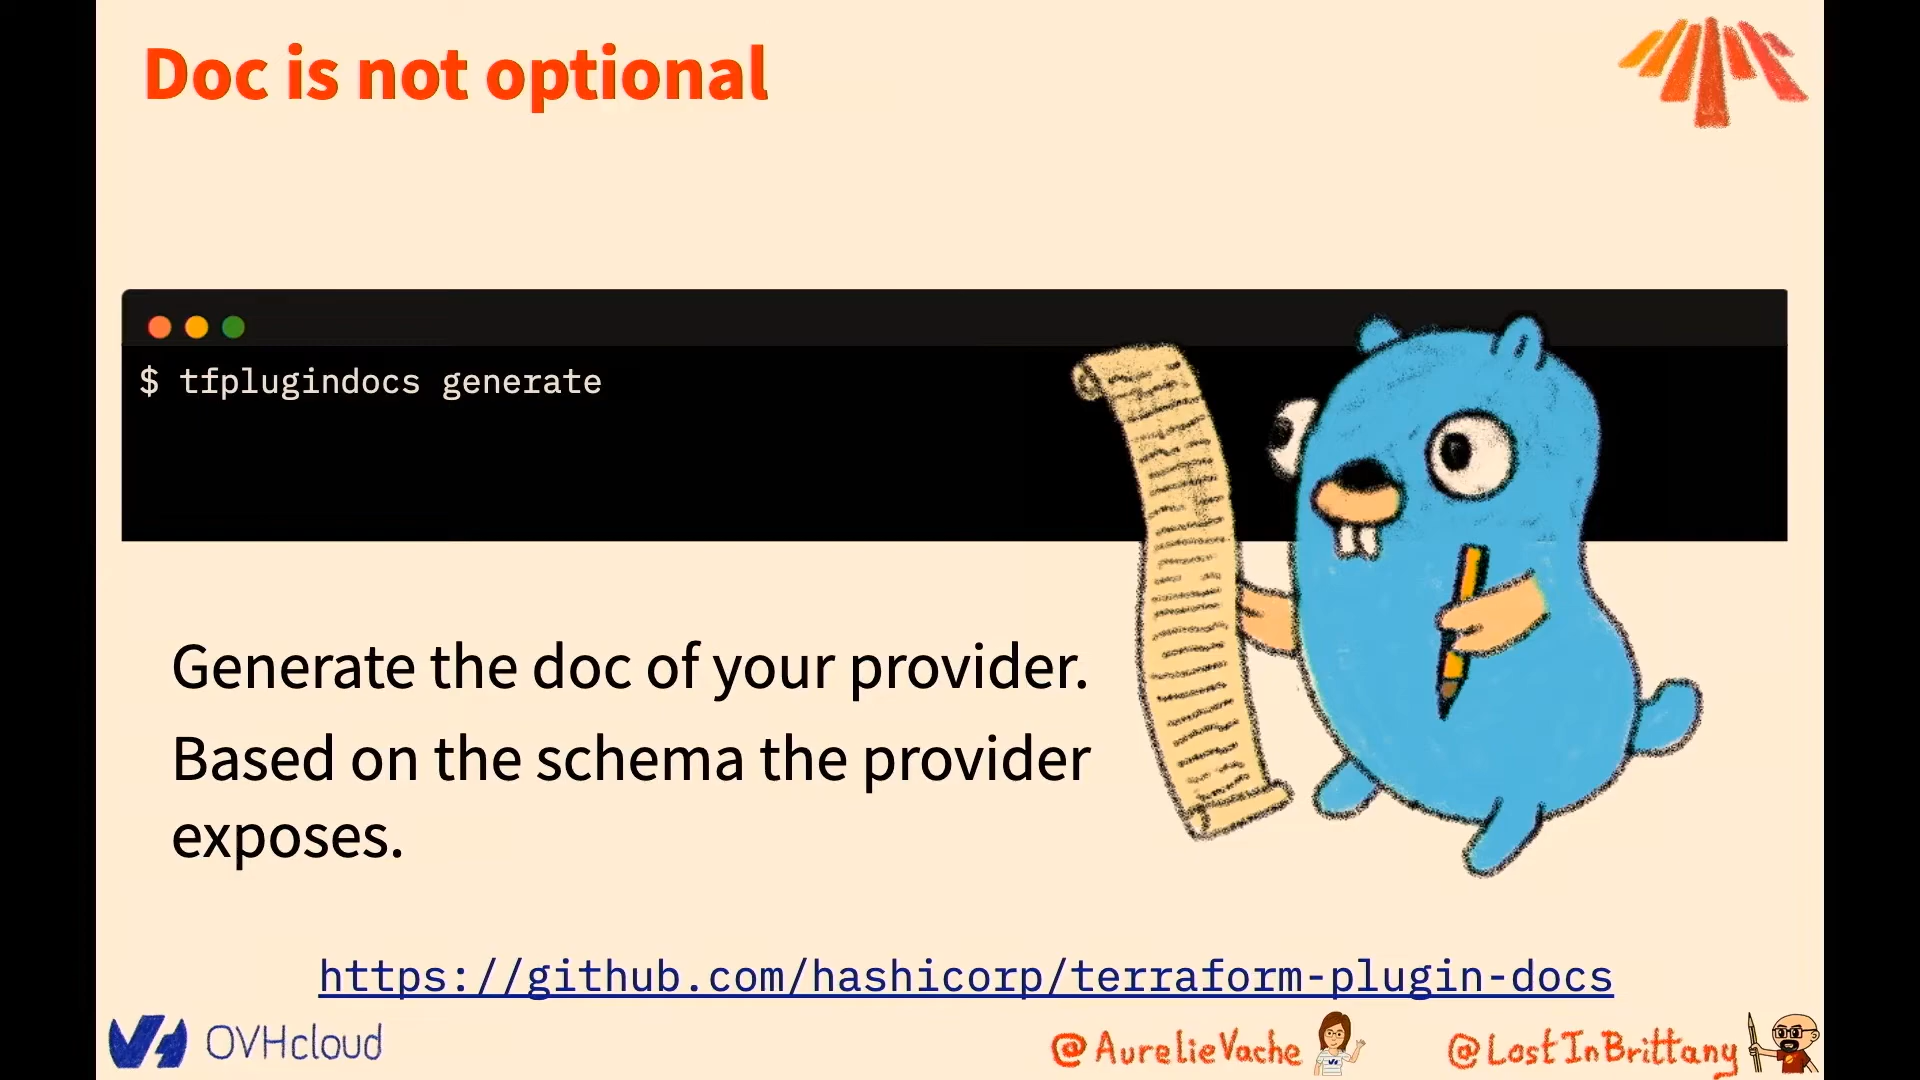 Doc is not optional
$ tfplugindocs generate
Generate the doc of your provider.
Based on the schema the provider
exposes.
https://github.com/hashicorp/terraform-plugin-docs
OVHcloud
@AurelieVache
@LostInBrittany